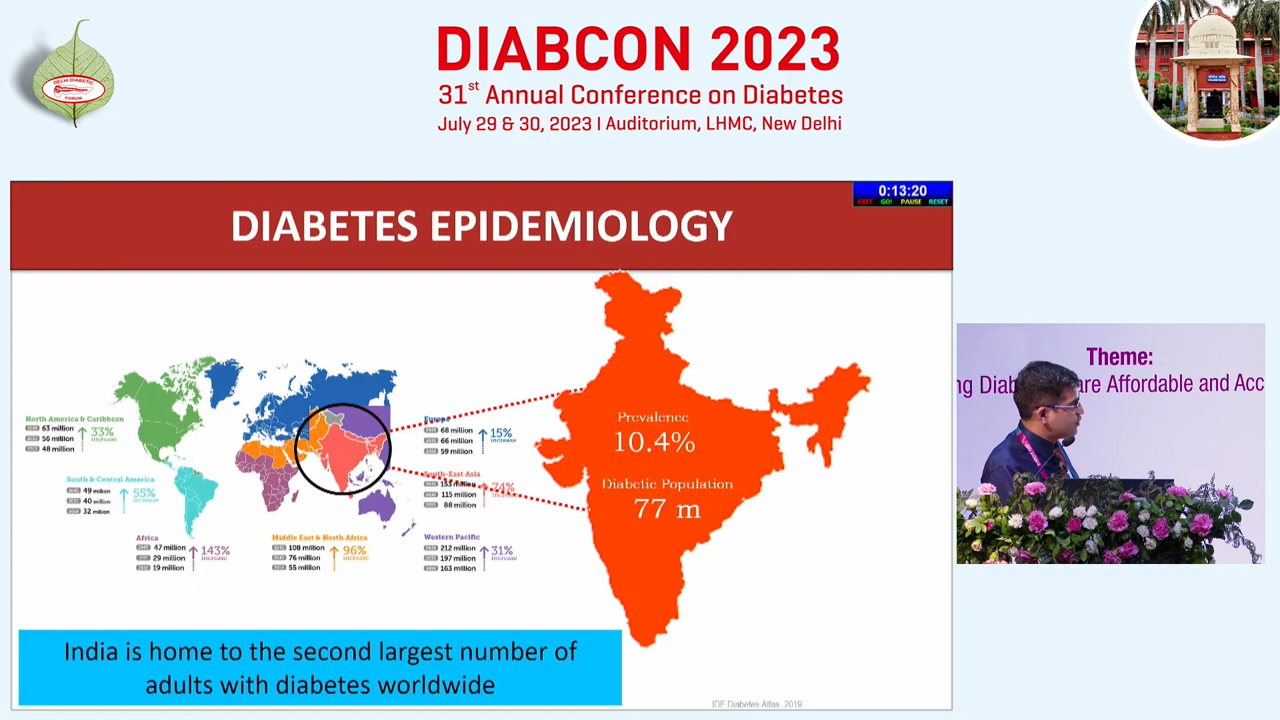 DELHI DIABETIC
FORUM
DIABCON 2023
31st Annual Conference on Diabetes
July 29 & 30, 2023 I Auditorium, LHMC, New Delhi
0:13:20
EXIT GO! PAUSE RESET
DIABETES EPIDEMIOLOGY
North America & Caribbean
63 million
56 million
48 million
33%
increase
South & Central America
49 million
40 million
32 million
55%
increase
Africa
47 million
29 million
19 million
143%
increase
Middle East & North Africa
108 million
76 million
55 million
96%
increase
Europe
68 million
66 million
59 million
15%
increase
South-East Asia
153 million
115 million
88 million
74%
increase
Western Pacific
212 million
197 million
163 million
31%
increase
Prevalence
10.4%
Diabetic Population
77 m
India is home to the second largest number of
adults with diabetes worldwide
IDF Diabetes Atlas 2019
Theme:
ng Diab are Affordable and Acc